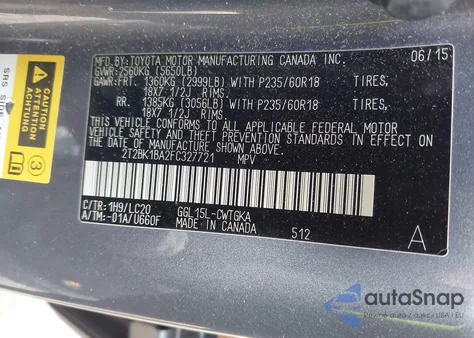 MFD. BY: TOYOTA MOTOR MANUFACTURING CANADA INC. 06/15
GVWR: 2560KG (5650LB)
GAWR:FRT. 1360KG (2999LB) WITH P235/60R18 TIRES,
18X7 1/2J RIMS,
RR. 1385KG (3056LB) WITH P235/60R18 TIRES,
18X7 1/2J RIMS,
THIS VEHICLE CONFORMS TO ALL APPLICABLE FEDERAL MOTOR
VEHICLE SAFETY AND THEFT PREVENTION STANDARDS IN EFFECT
ON THE DATE OF MANUFACTURE SHOWN ABOVE.
2T2BK1BA2FC327721 MPV
C/TR: 1H9/LC20 GGL15L-CWTGKA
A/TM:-01A/U660F MADE IN CANADA 512 A
SRS SIDE
3
autoSnap